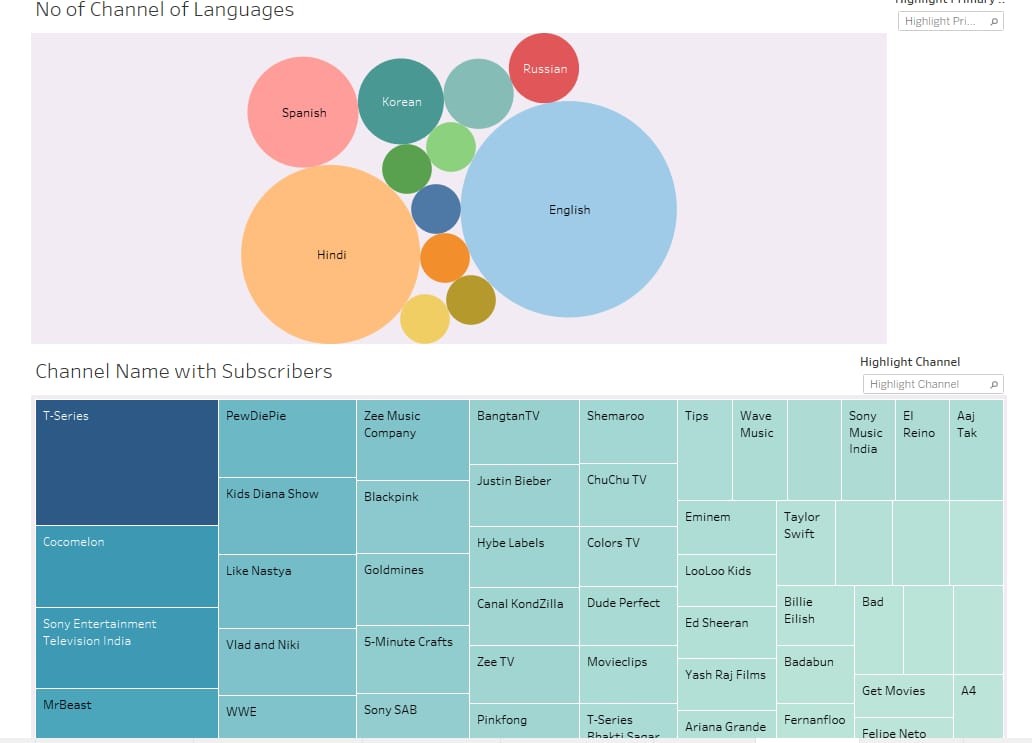 No of Channel of Languages
Highlight Primary ..
Highlight Pri...
Russian
Korean
Spanish
English
Hindi
Channel Name with Subscribers
Highlight Channel
Highlight Channel
T-Series
Cocomelon
Sony Entertainment
Television India
MrBeast
PewDiePie
Kids Diana Show
Like Nastya
Vlad and Niki
WWE
Zee Music
Company
Blackpink
Goldmines
5-Minute Crafts
Sony SAB
BangtanTV
Justin Bieber
Hybe Labels
Canal KondZilla
Zee TV
Pinkfong
Shemaroo
ChuChu TV
Colors TV
Dude Perfect
Movieclips
T-Series
Bhakti Sagar
Tips
Wave
Music
Sony
Music
India
El
Reino
Aaj
Tak
Eminem
LooLoo Kids
Ed Sheeran
Yash Raj Films
Ariana Grande
Taylor
Swift
Billie
Eilish
Badabun
Fernanfloo
Bad
Get Movies
Felipe Neto
A4